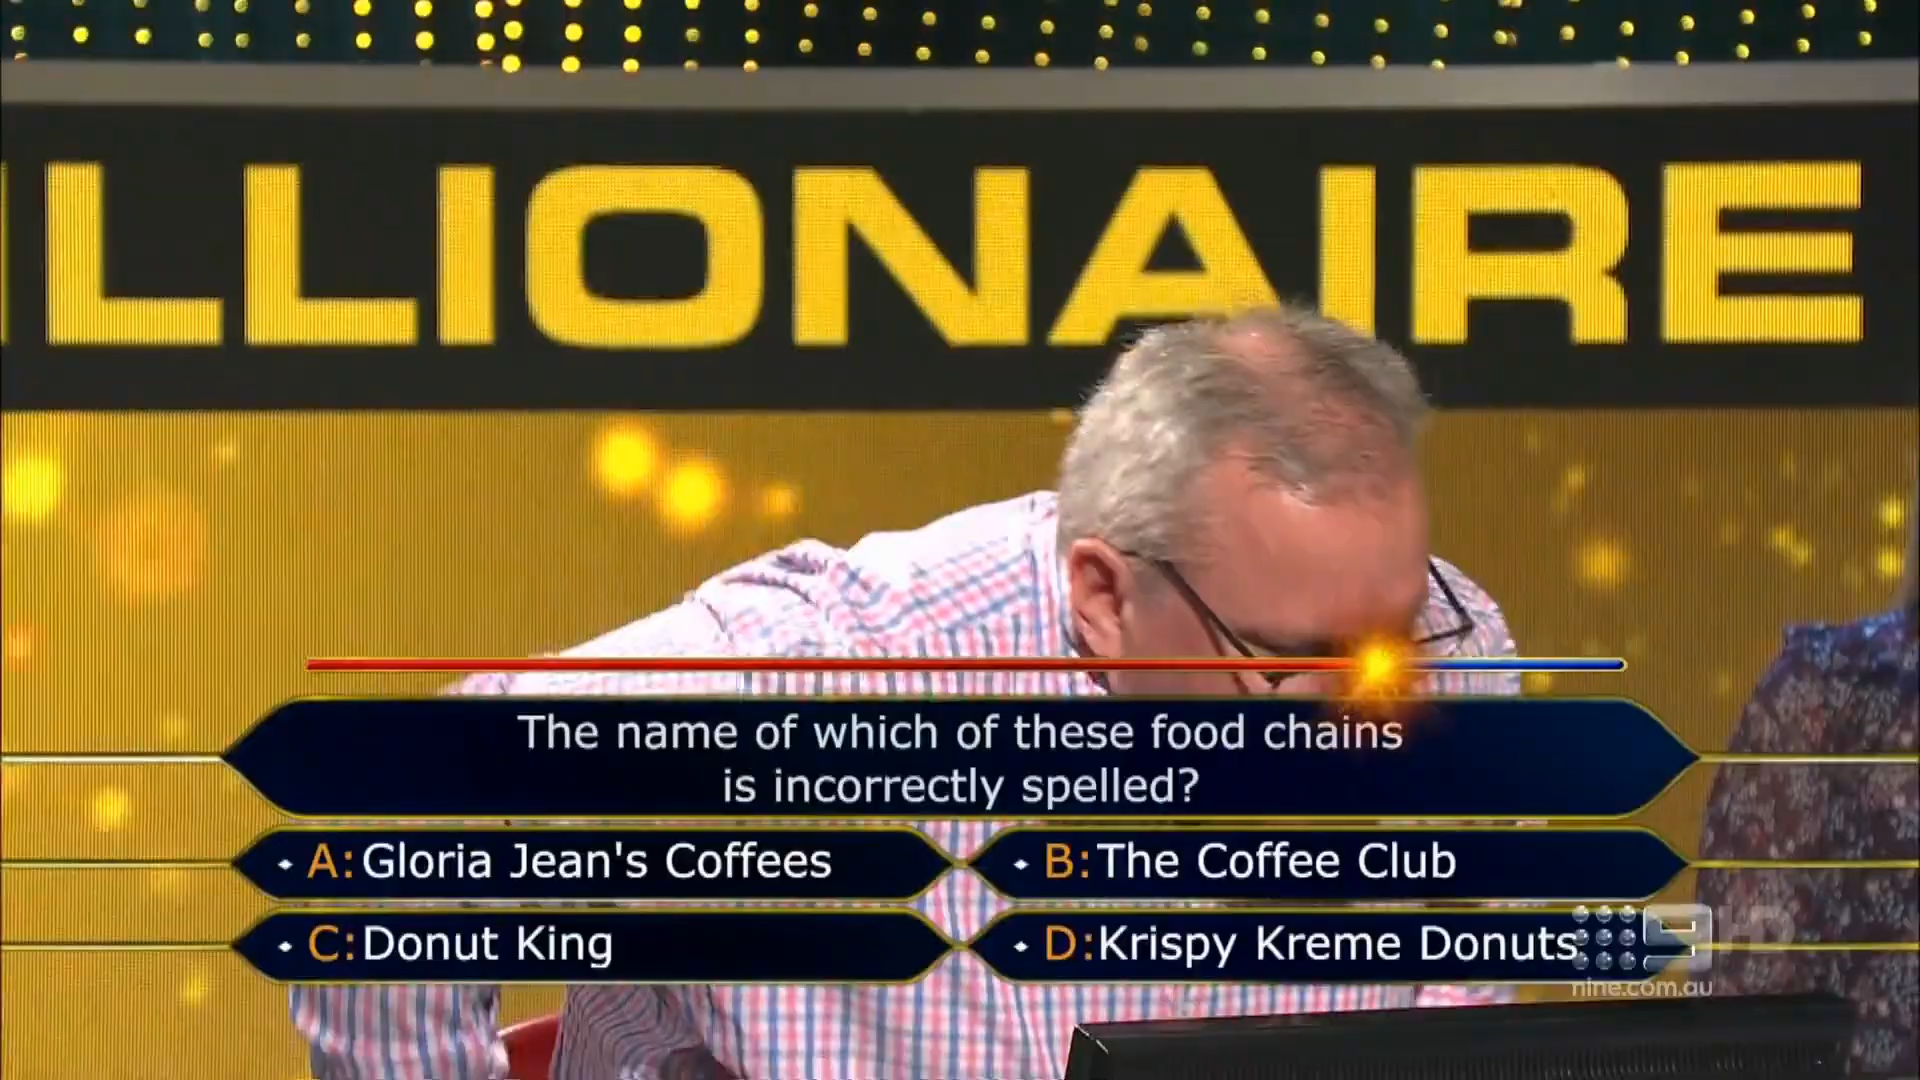 ILLIONAIRE
The name of which of these food chains
is incorrectly spelled?
A: Gloria Jean's Coffees
B: The Coffee Club
C: Donut King
D: Krispy Kreme Donuts
9HD
nine.com.au